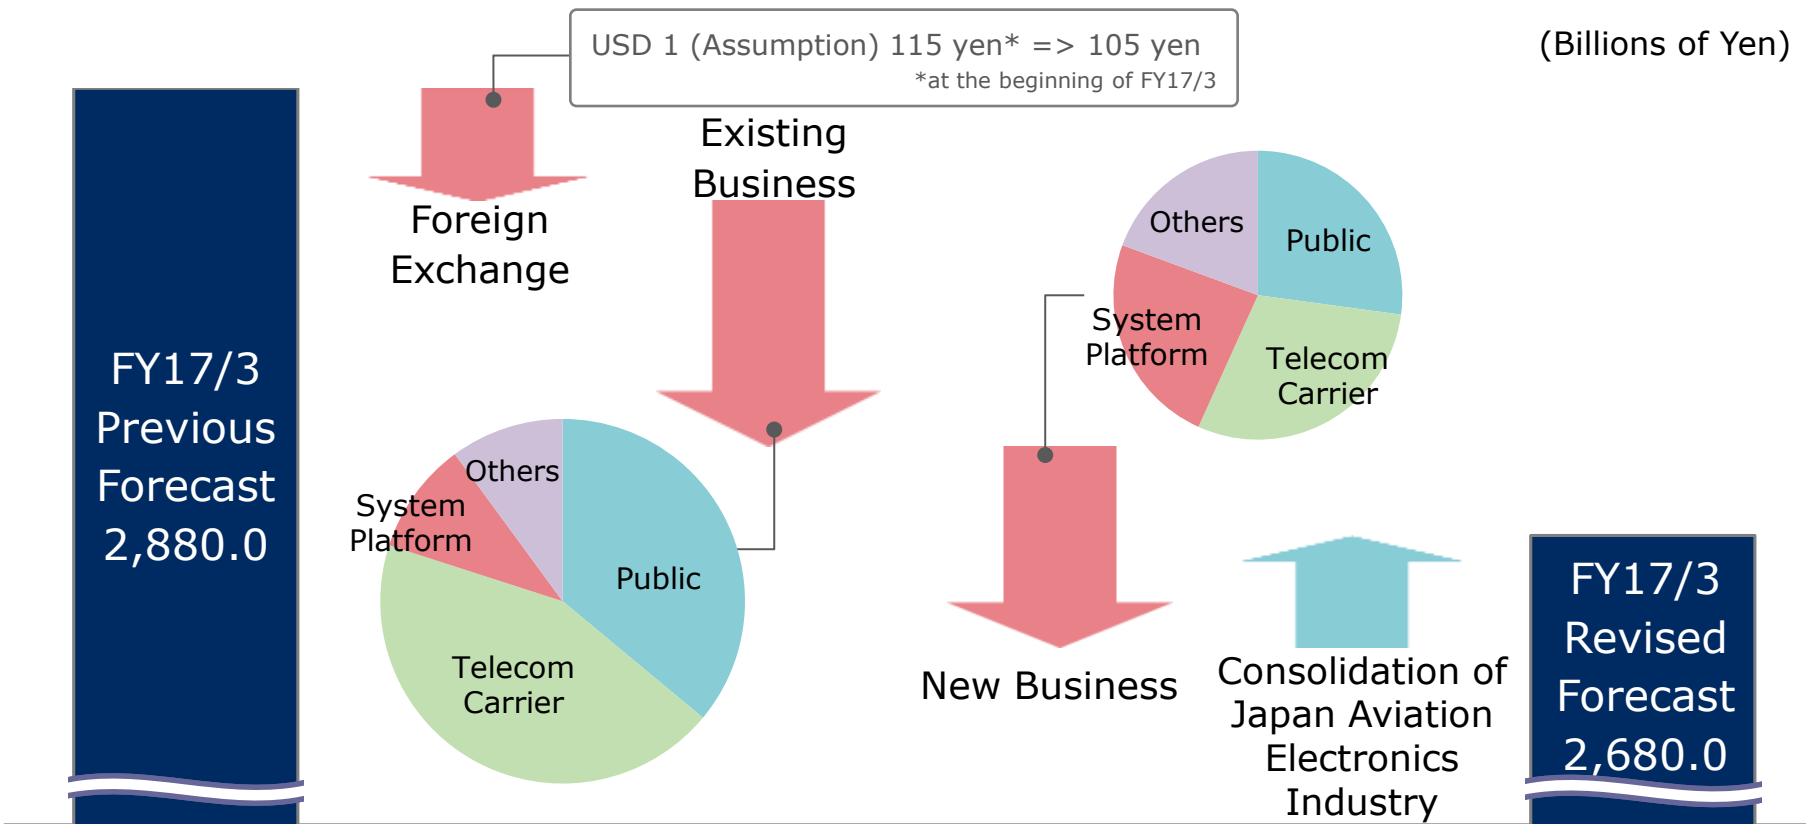 USD 1 (Assumption) 115 yen* => 105 yen
*at the beginning of FY17/3
(Billions of Yen)
FY17/3
Previous
Forecast
2,880.0
Foreign
Exchange
Existing
Business
Others
System
Platform
Public
Telecom
Carrier
Others
Public
System
Platform
Telecom
Carrier
New Business
Consolidation of
Japan Aviation
Electronics
Industry
FY17/3
Revised
Forecast
2,680.0